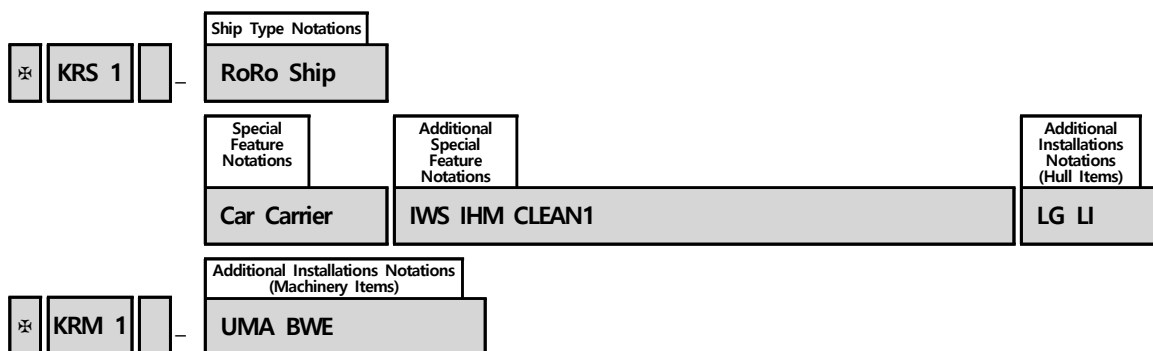 Ship Type Notations
✠ KRS 1 _ RoRo Ship
Special
Feature
Notations
Additional
Special
Feature
Notations
Additional
Installations
Notations
(Hull Items)
Car Carrier IWS IHM CLEAN1 LG LI
Additional Installations Notations
(Machinery Items)
✠ KRM 1 _ UMA BWE